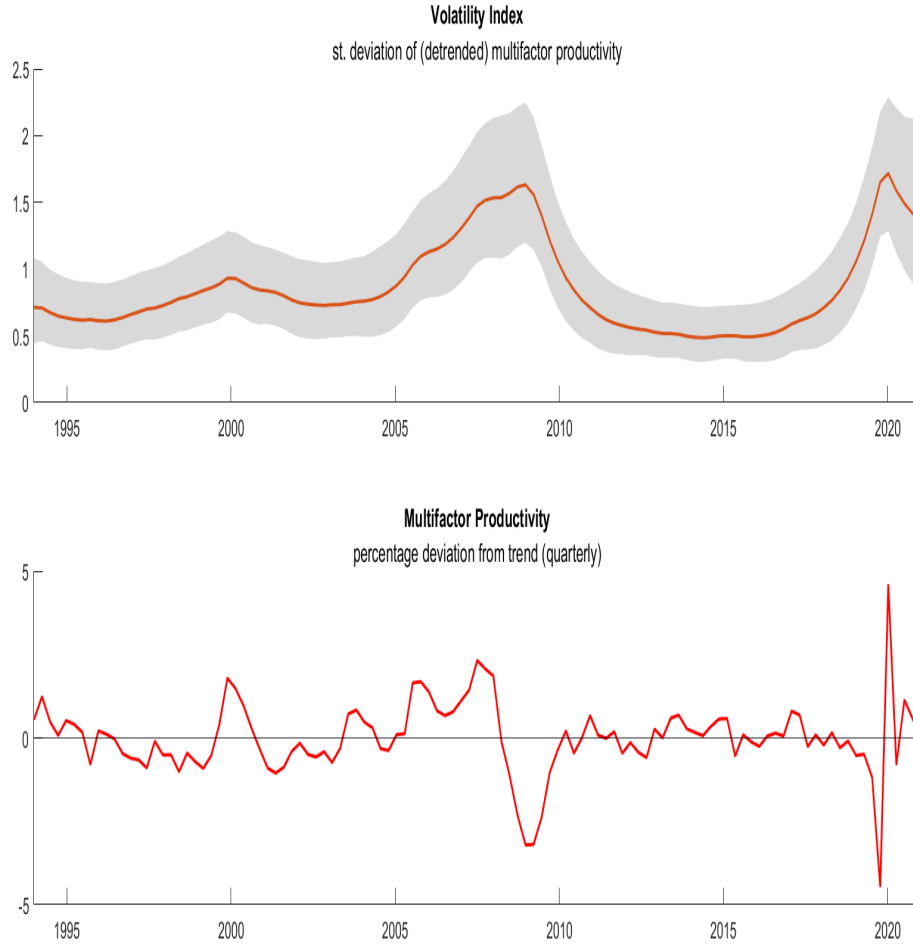 Volatility Index
st. deviation of (detrended) multifactor productivity
2.5
2
1.5
1
0.5
0
1995 2000 2005 2010 2015 2020
Multifactor Productivity
percentage deviation from trend (quarterly)
5
0
-5
1995 2000 2005 2010 2015 2020